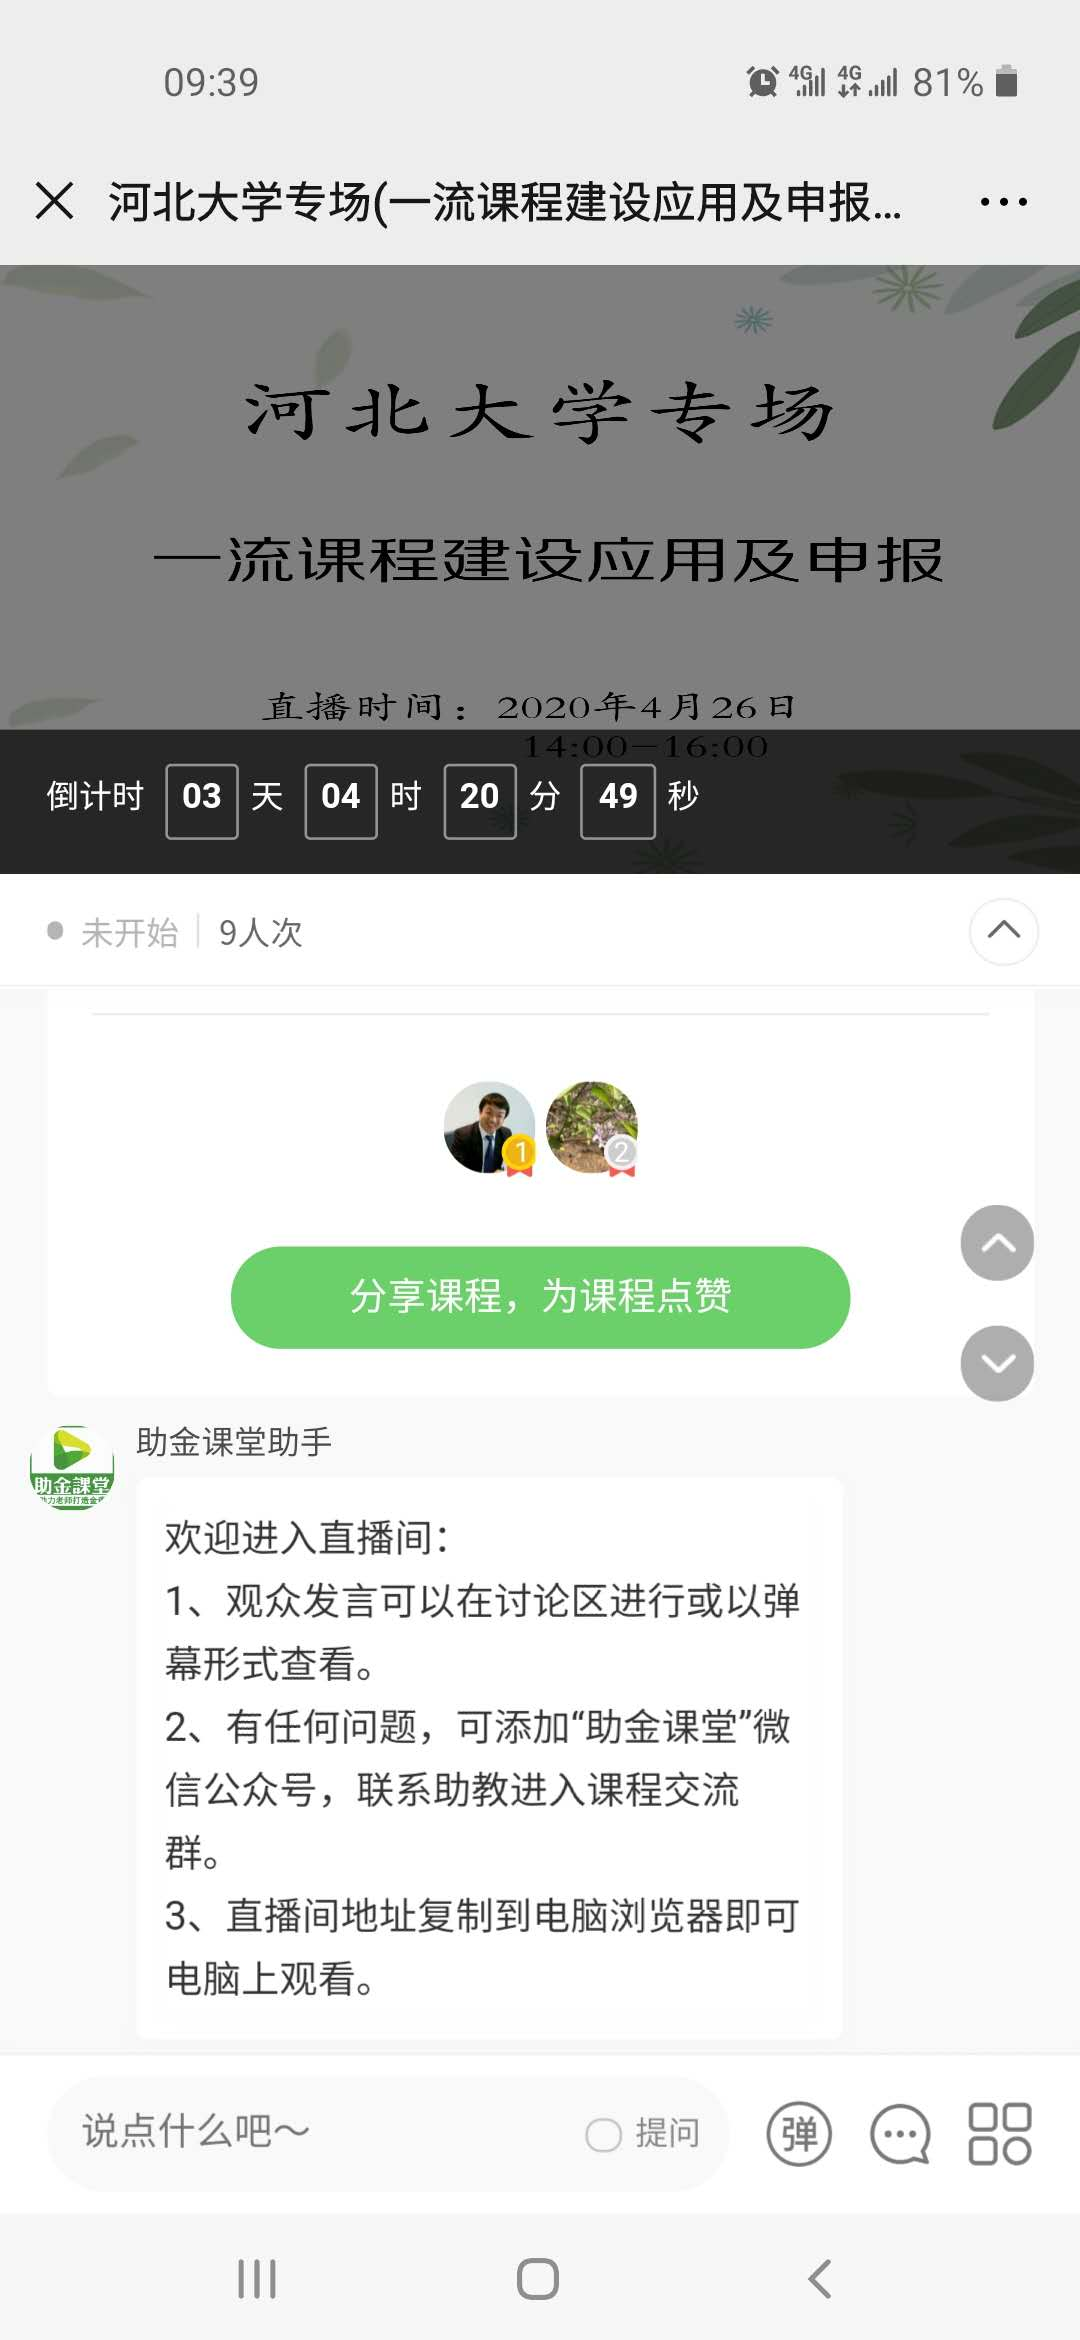 09:39
4G 4G 81%
河北大学专场(一流课程建设应用及申报...
河北大学专场
一流课程建设应用及申报
直播时间：2020年4月26日
14:00—16:00
倒计时 03 天 04 时 20 分 49 秒
未开始 9人次
1 2
分享课程，为课程点赞
助金课堂助手
助金課堂
助力老师打造金课
欢迎进入直播间：
1、观众发言可以在讨论区进行或以弹
幕形式查看。
2、有任何问题，可添加“助金课堂”微
信公众号，联系助教进入课程交流
群。
3、直播间地址复制到电脑浏览器即可
电脑上观看。
说点什么吧～ 提问 弹